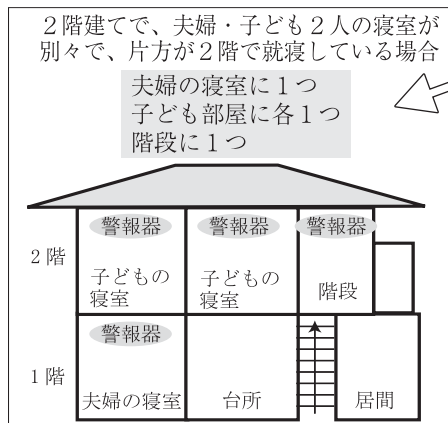 ２階建てで、夫婦・子ども２人の寝室が
別々で、片方が２階で就寝している場合
夫婦の寝室に１つ
子ども部屋に各１つ
階段に１つ
警報器　警報器　警報器
２階
子どもの
寝室
子どもの
寝室
階段
警報器
１階
夫婦の寝室
台所
居間